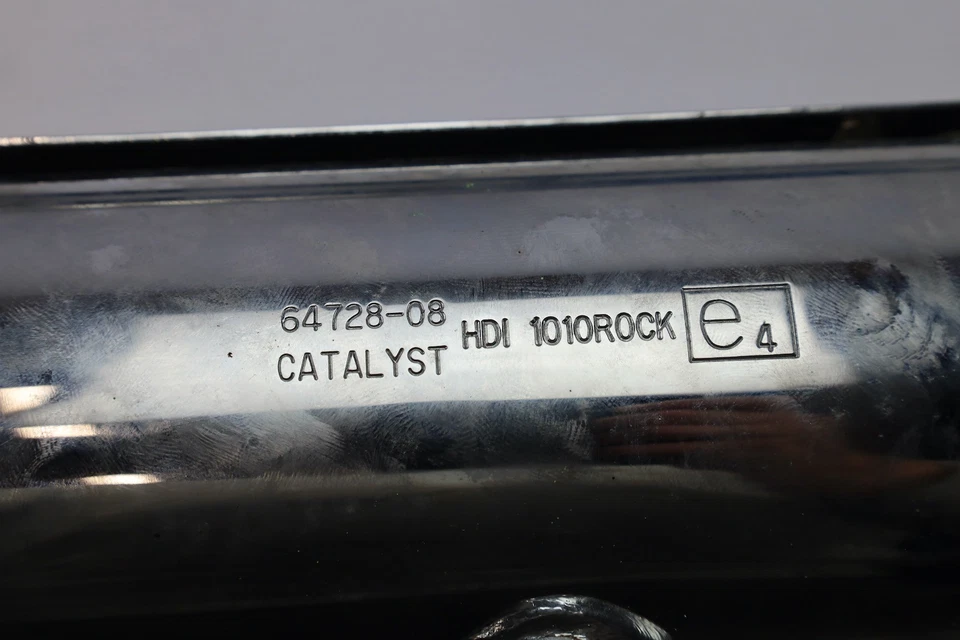 64728-08
CATALYST
HDI 1010ROCK
e4